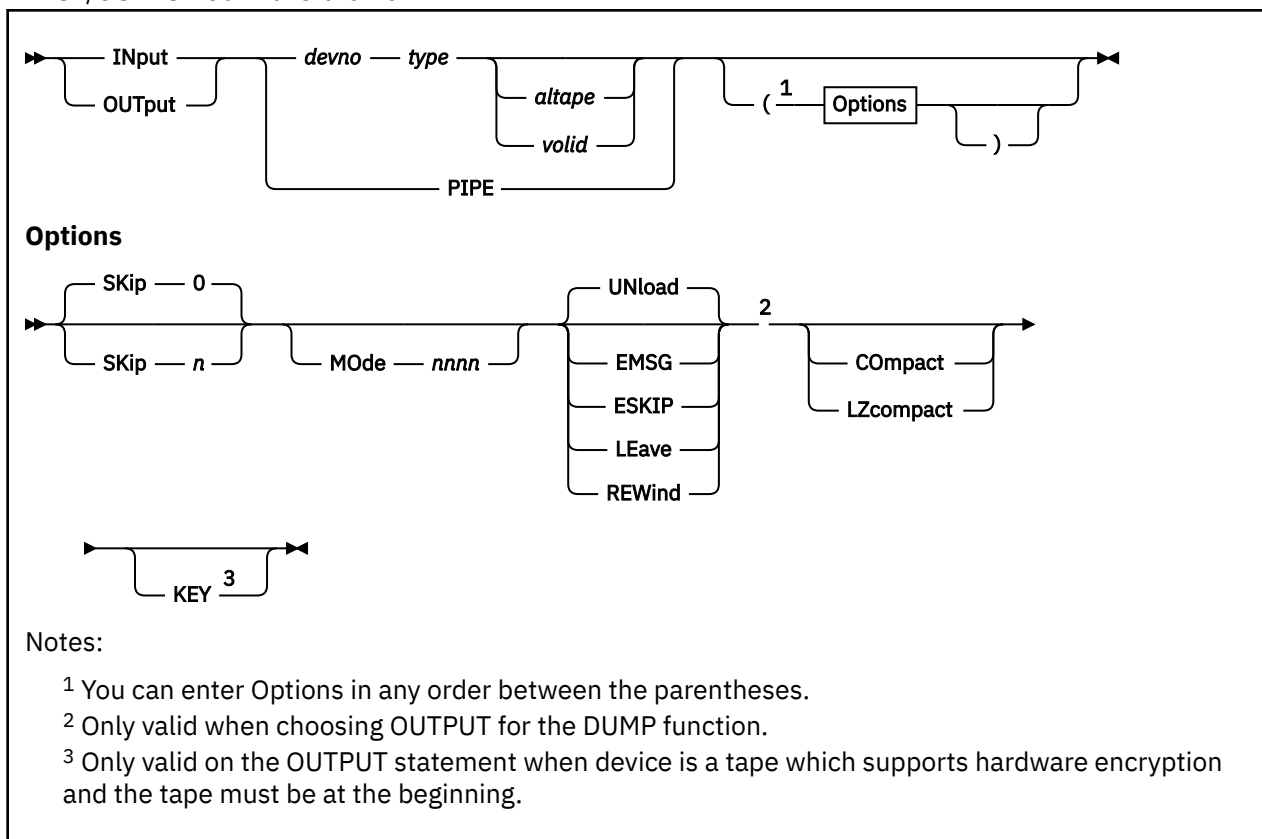 INput devno type
OUTput altape ( 1 Options
volid )
PIPE
Options
SKip 0 UNload
2
SKip n MOde nnnn EMSG COmpact
ESKIP LZcompact
LEave
REWind
KEY 3
Notes:
1 You can enter Options in any order between the parentheses.
2 Only valid when choosing OUTPUT for the DUMP function.
3 Only valid on the OUTPUT statement when device is a tape which supports hardware encryption
and the tape must be at the beginning.